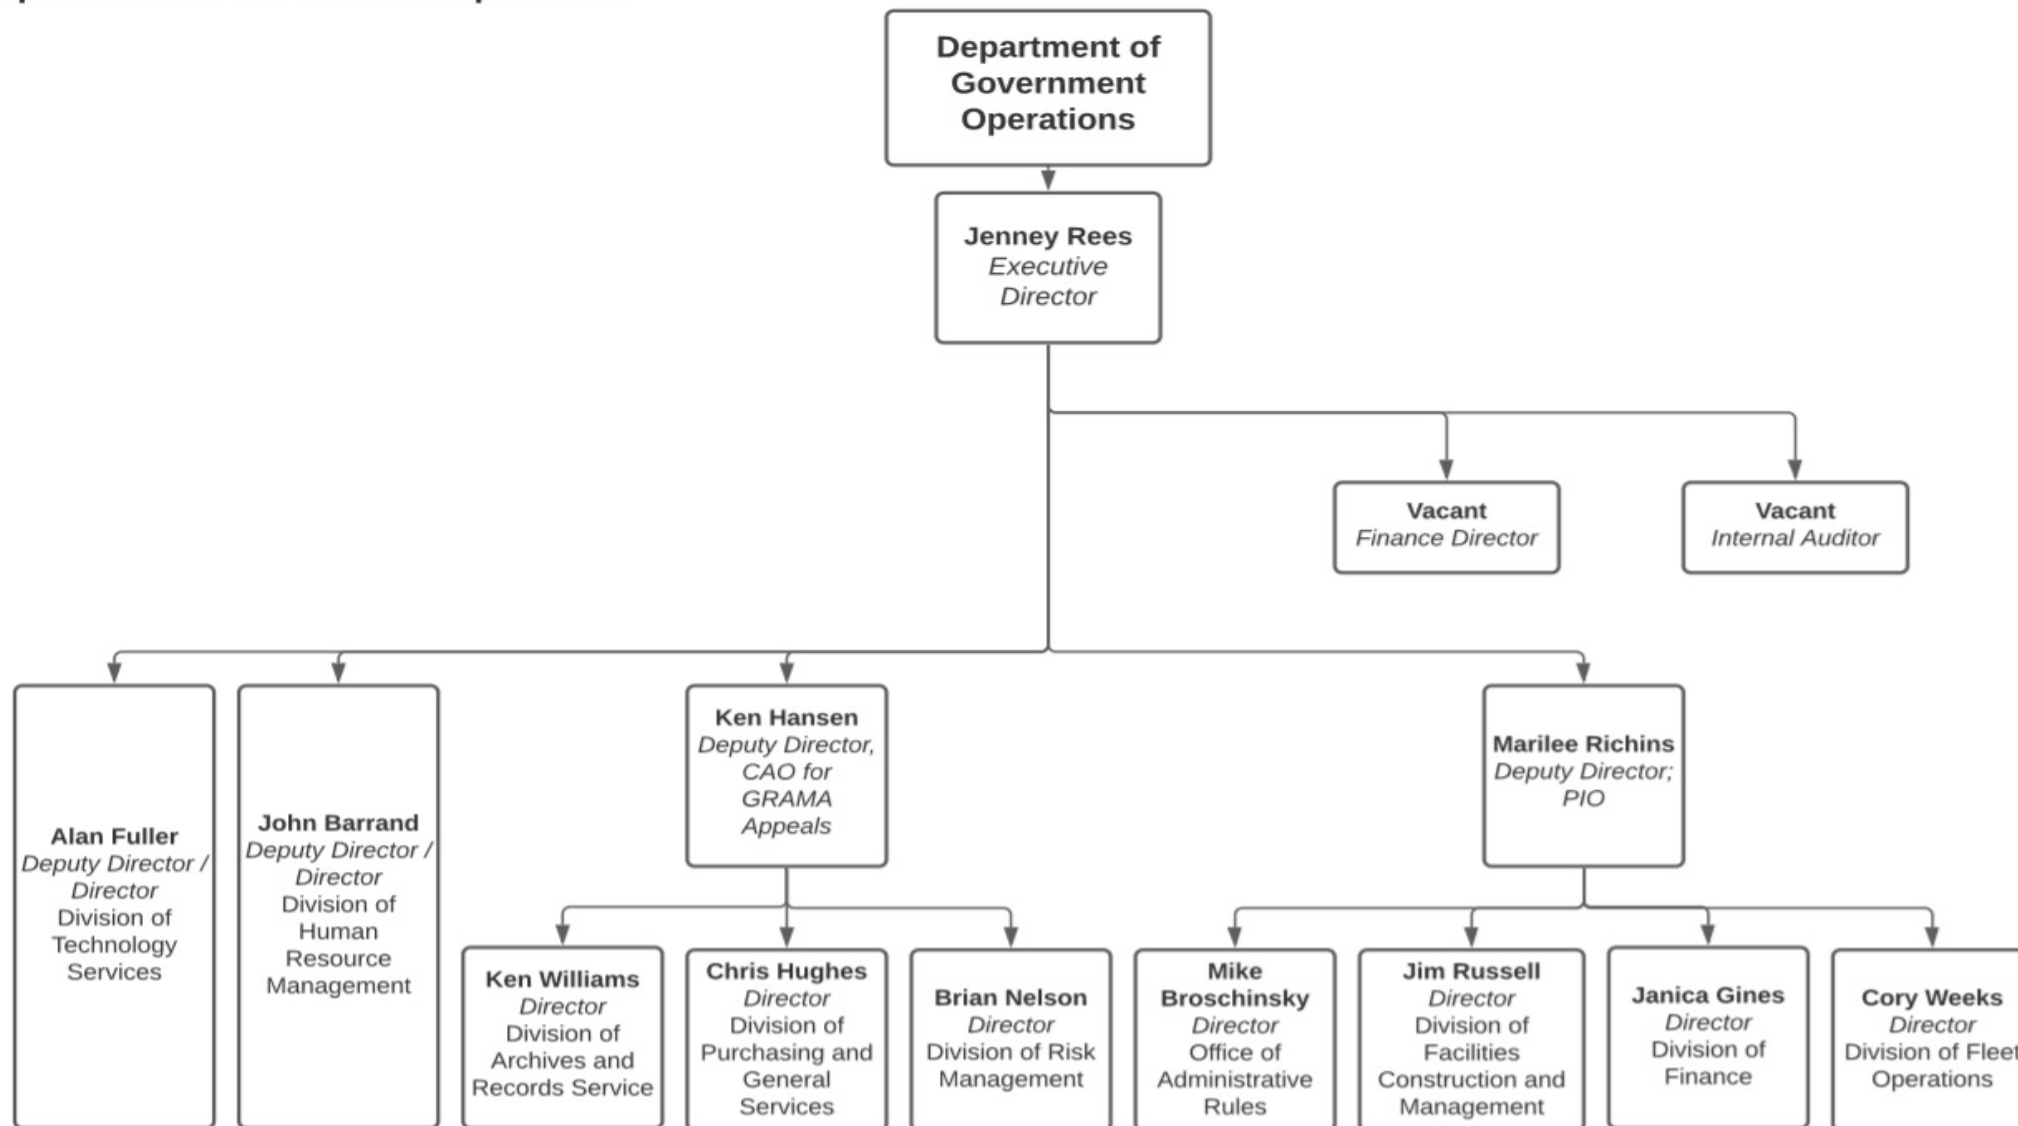 Department of
Government
Operations
Jenney Rees
Executive
Director
Vacant
Finance Director
Vacant
Internal Auditor
Alan Fuller
Deputy Director /
Director
Division of
Technology
Services
John Barrand
Deputy Director /
Director
Division of
Human
Resource
Management
Ken Hansen
Deputy Director,
CAO for
GRAMA
Appeals
Marilee Richins
Deputy Director;
PIO
Ken Williams
Director
Division of
Archives and
Records Service
Chris Hughes
Director
Division of
Purchasing and
General
Services
Brian Nelson
Director
Division of Risk
Management
Mike
Broschinsky
Director
Office of
Administrative
Rules
Jim Russell
Director
Division of
Facilities
Construction and
Management
Janica Gines
Director
Division of
Finance
Cory Weeks
Director
Division of Fleet
Operations